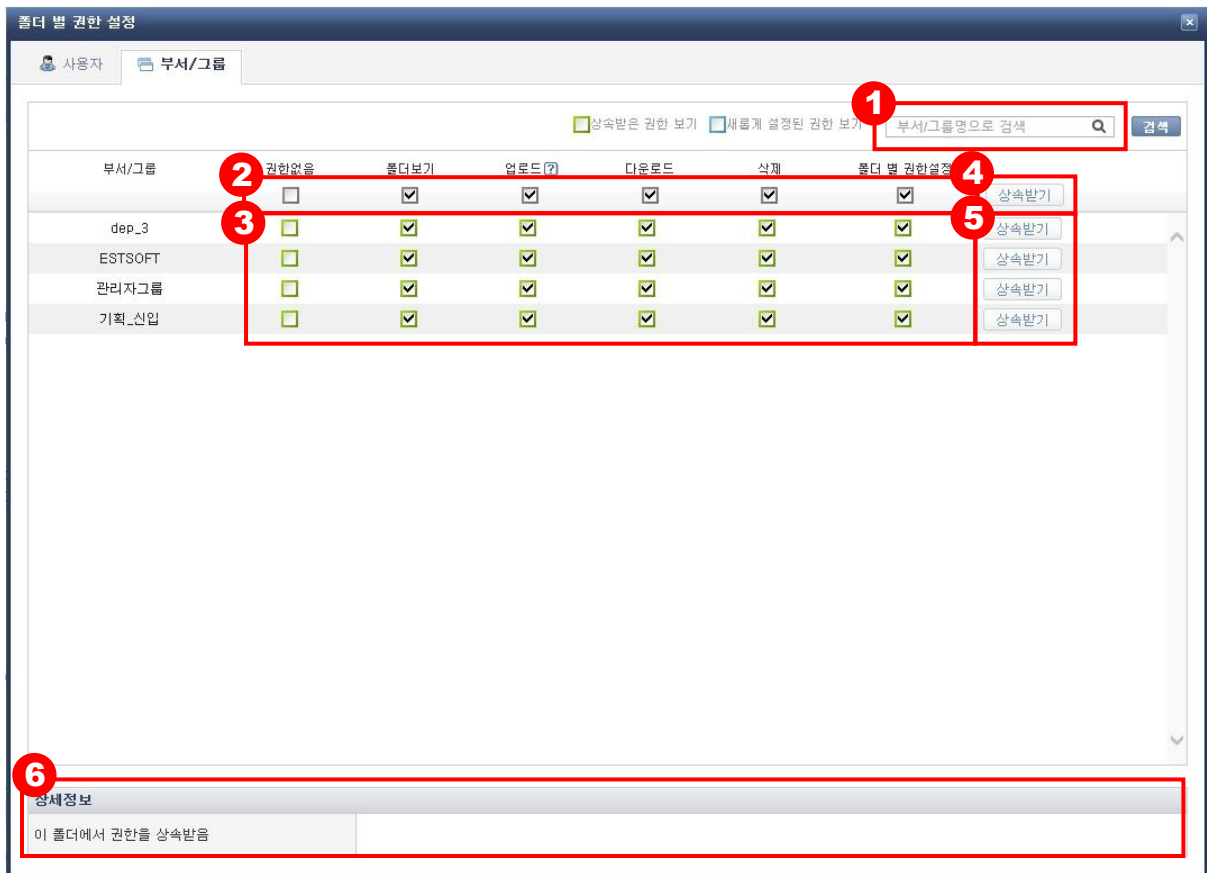 폴더 별 권한 설정
사용자 부서/그룹
상속받은 권한 보기 새롭게 설정된 권한 보기 1 부서/그룹명으로 검색 검색
부서/그룹 2 권한없음 폴더보기 업로드[?] 다운로드 삭제 폴더 별 권한설정 4
상속받기
3 dep_3 5 상속받기
ESTSOFT 상속받기
관리자그룹 상속받기
기획_신입 상속받기
6
상세정보
이 폴더에서 권한을 상속받음